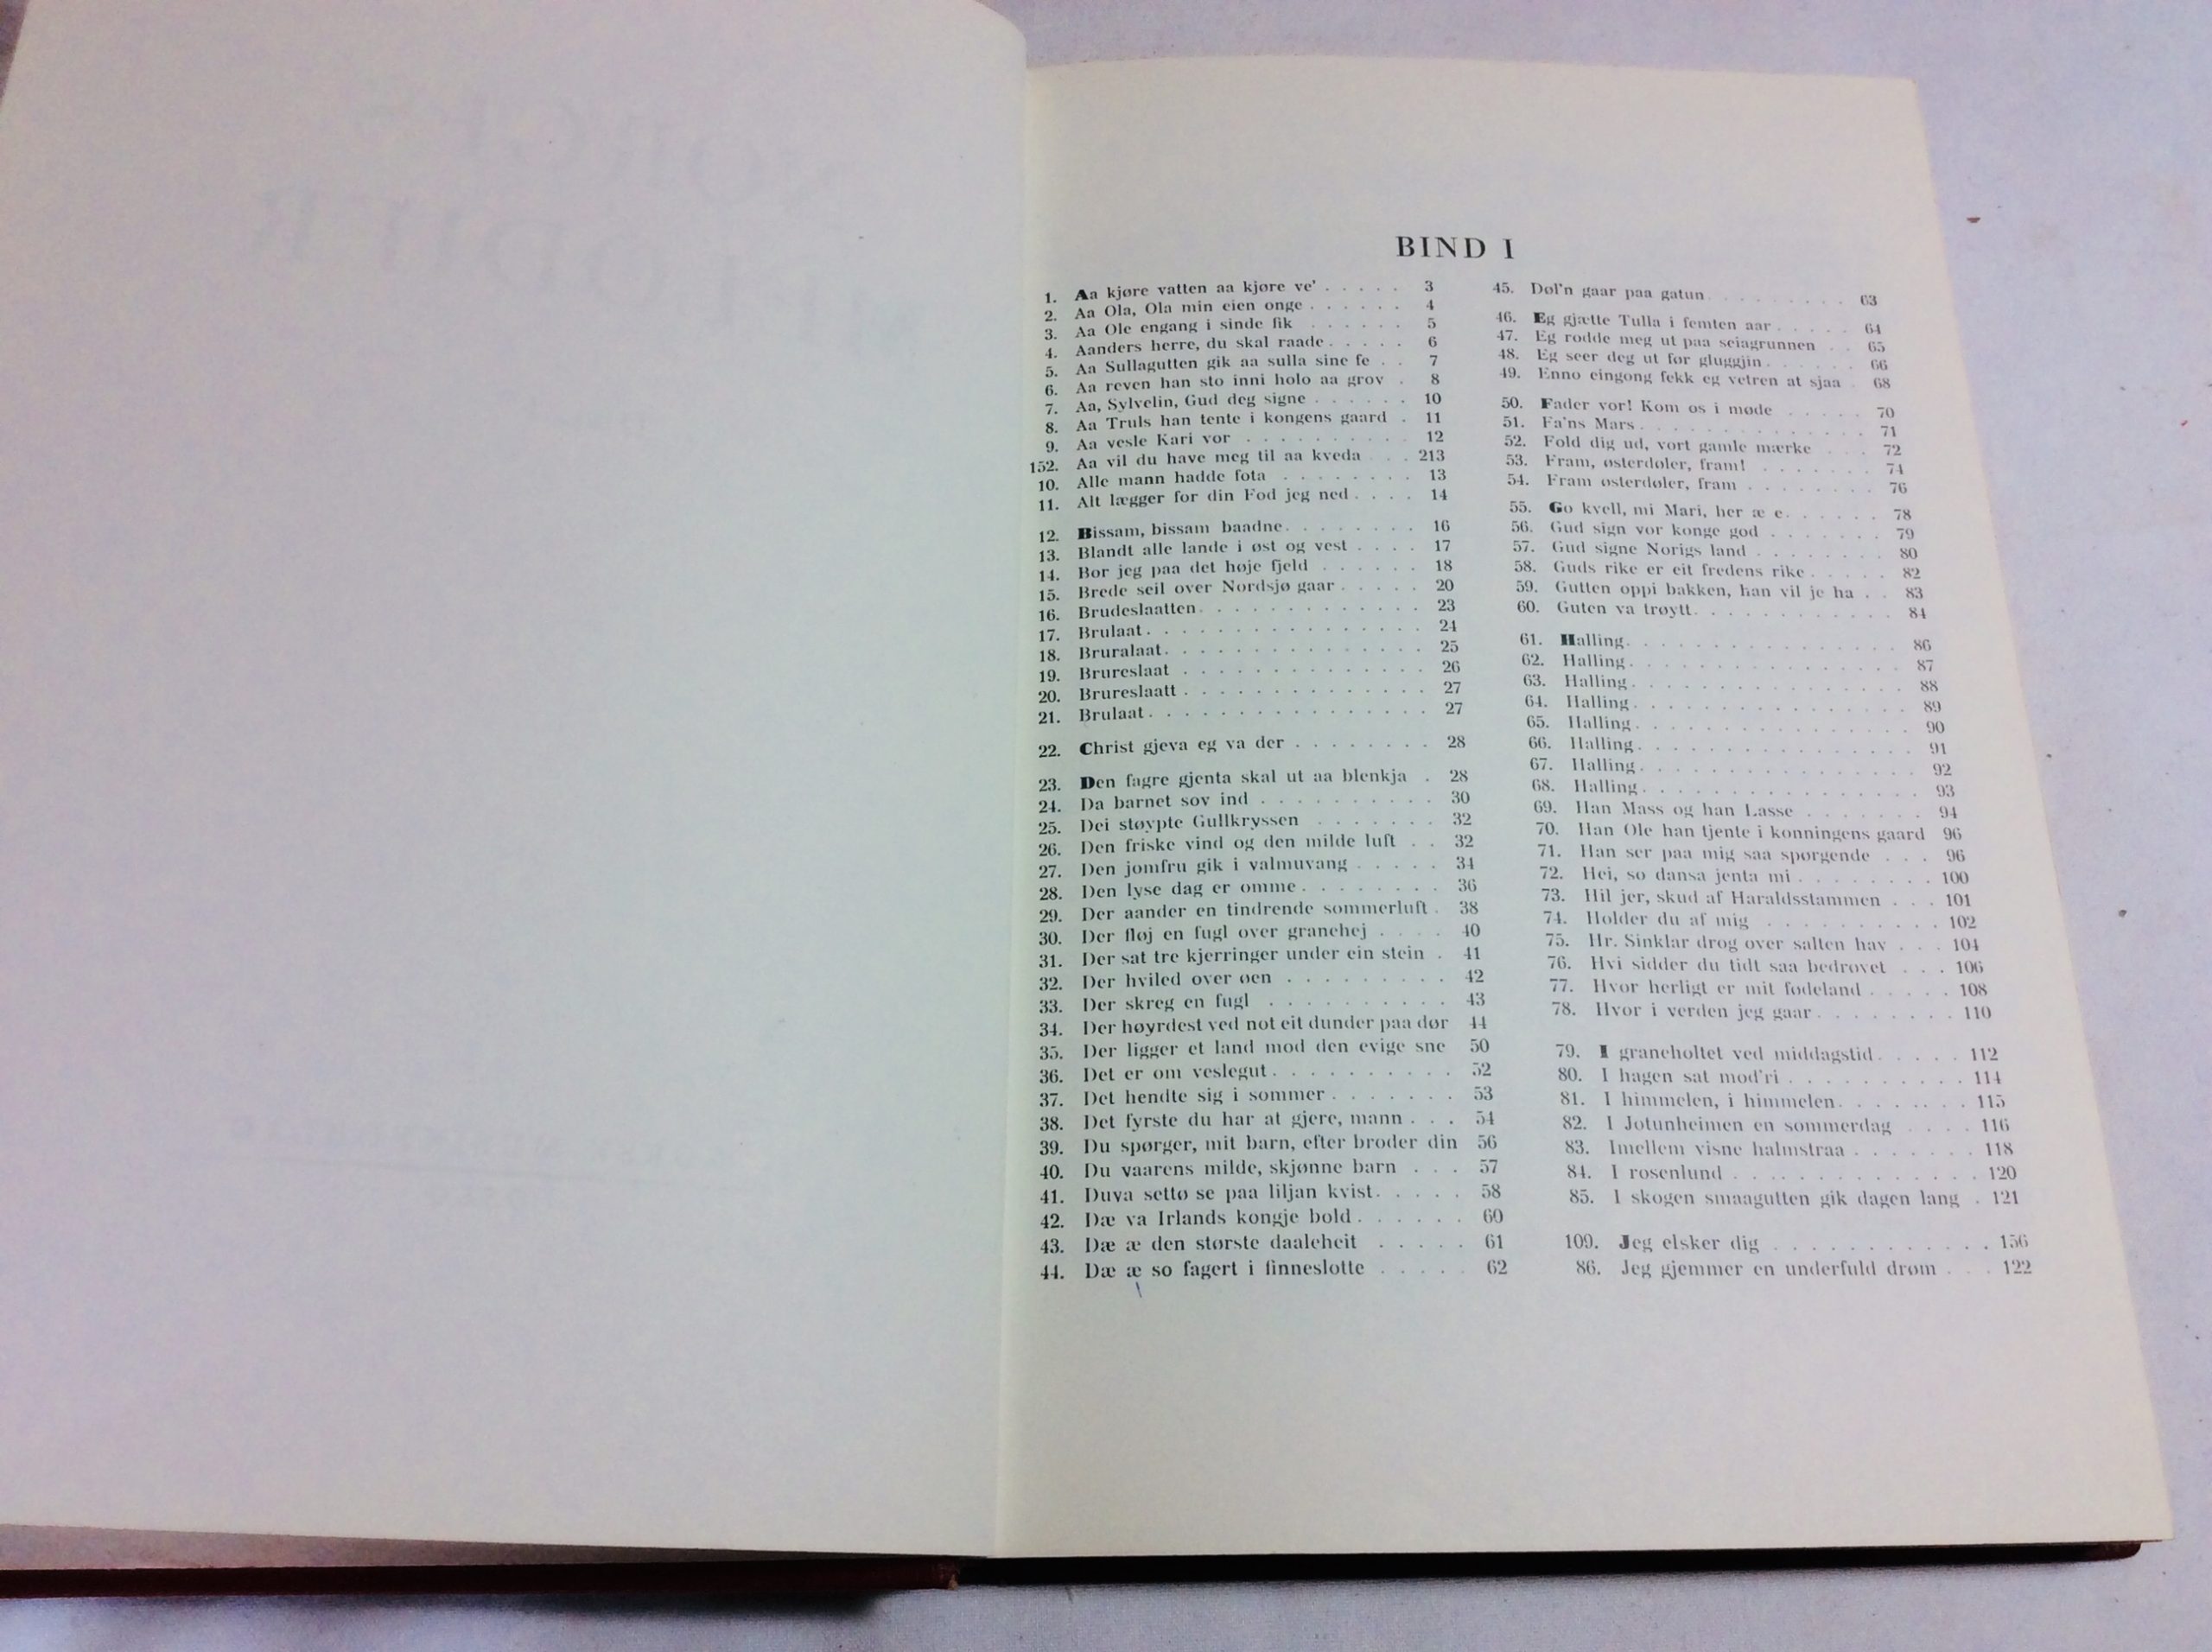 BIND I
1. Aa kjøre vatten aa kjøre ve' . . . . . 3
2. Aa Ola, Ola min eien onge . . . . . . 4
3. Aa Ole engang i sinde fik . . . . . . 5
4. Aanders herre, du skal raade . . . . . 6
5. Aa Sullagutten gik aa sulla sine fe . . 7
6. Aa reven han sto inni holo aa grov . 8
7. Aa, Sylvelin, Gud deg signe . . . . . . 10
8. Aa Truls han tente i kongens gaard . 11
9. Aa vesle Kari vor . . . . . . . . . . 12
152. Aa vil du have meg til aa kveda . . . 213
10. Alle mann hadde fota . . . . . . . . 13
11. Alt lægger for din Fod jeg ned . . . . 14
12. Bissam, bissam baadne . . . . . . . . 16
13. Blandt alle lande i øst og vest . . . . 17
14. Bor jeg paa det høje fjeld . . . . . . 18
15. Brede seil over Nordsjø gaar . . . . . 20
16. Brudeslaatten . . . . . . . . . . . . . 23
17. Brulaat . . . . . . . . . . . . . . . . 24
18. Bruralaat . . . . . . . . . . . . . . . 25
19. Brureslaat . . . . . . . . . . . . . . 26
20. Brureslaatt . . . . . . . . . . . . . . 27
21. Brulaat . . . . . . . . . . . . . . . . 27
22. Christ gjeva eg va der . . . . . . . . 28
23. Den fagre gjenta skal ut aa blenkja . 28
24. Da barnet sov ind . . . . . . . . . . 30
25. Dei støypte Gullkryssen . . . . . . . 32
26. Den friske vind og den milde luft . . 32
27. Den jomfru gik i valmuvang . . . . . 34
28. Den lyse dag er omme . . . . . . . . 36
29. Der aander en tindrende sommerluft . 38
30. Der fløj en fugl over granehej . . . . 40
31. Der sat tre kjerringer under ein stein . 41
32. Der hviled over øen . . . . . . . . . 42
33. Der skreg en fugl . . . . . . . . . . 43
34. Der høyrdest ved not eit dunder paa dør 44
35. Der ligger et land mod den evige sne 50
36. Det er om veslegut . . . . . . . . . . 52
37. Det hendte sig i sommer . . . . . . . 53
38. Det fyrste du har at gjere, mann . . . 54
39. Du spørger, mit barn, efter broder din 56
40. Du vaarens milde, skjønne barn . . . 57
41. Duva settø se paa liljan kvist . . . . . 58
42. Dæ va Irlands kongje bold . . . . . . 60
43. Dæ æ den største daaleheit . . . . . 61
44. Dæ æ so fagert i finneslotte . . . . . 62
45. Døl'n gaar paa gatun . . . . . . . . . 63
46. Eg gjætte Tulla i femten aar . . . . . 64
47. Eg rodde meg ut paa seiagrunnen . . 65
48. Eg seer deg ut før gluggjin . . . . . . 66
49. Enno eingong fekk eg vetren at sjaa . 68
50. Fader vor! Kom os i møde . . . . . 70
51. Fa'ns Mars . . . . . . . . . . . . . . 71
52. Fold dig ud, vort gamle mærke . . . 72
53. Fram, østerdøler, fram! . . . . . . . 74
54. Fram østerdøler, fram . . . . . . . . 76
55. Go kvell, mi Mari, her æ e . . . . . . 78
56. Gud sign vor konge god . . . . . . . 79
57. Gud signe Norigs land . . . . . . . . 80
58. Guds rike er eit fredens rike . . . . . 82
59. Gutten oppi bakken, han vil je ha . . 83
60. Guten va trøytt . . . . . . . . . . . . 84
61. Halling . . . . . . . . . . . . . . . . 86
62. Halling . . . . . . . . . . . . . . . . 87
63. Halling . . . . . . . . . . . . . . . . 88
64. Halling . . . . . . . . . . . . . . . . 89
65. Halling . . . . . . . . . . . . . . . . 90
66. Halling . . . . . . . . . . . . . . . . 91
67. Halling . . . . . . . . . . . . . . . . 92
68. Halling . . . . . . . . . . . . . . . . 93
69. Han Mass og han Lasse . . . . . . . 94
70. Han Ole han tjente i konningens gaard 96
71. Han ser paa mig saa spørgende . . . 96
72. Hei, so dansa jenta mi . . . . . . . . 100
73. Hil jer, skud af Haraldsstammen . . . 101
74. Holder du af mig . . . . . . . . . . 102
75. Hr. Sinklar drog over salten hav . . . 104
76. Hvi sidder du tidt saa bedrøvet . . . 106
77. Hvor herligt er mit fødeland . . . . . 108
78. Hvor i verden jeg gaar . . . . . . . . 110
79. I graneholtet ved middagstid . . . . . 112
80. I hagen sat mod'ri . . . . . . . . . . 114
81. I himmelen, i himmelen . . . . . . . 115
82. I Jotunheimen en sommerdag . . . . 116
83. Imellem visne halmstraa . . . . . . . 118
84. I rosenlund . . . . . . . . . . . . . 120
85. I skogen smaagutten gik dagen lang . 121
109. Jeg elsker dig . . . . . . . . . . . . 156
86. Jeg gjemmer en underfuld drøm . . . 122